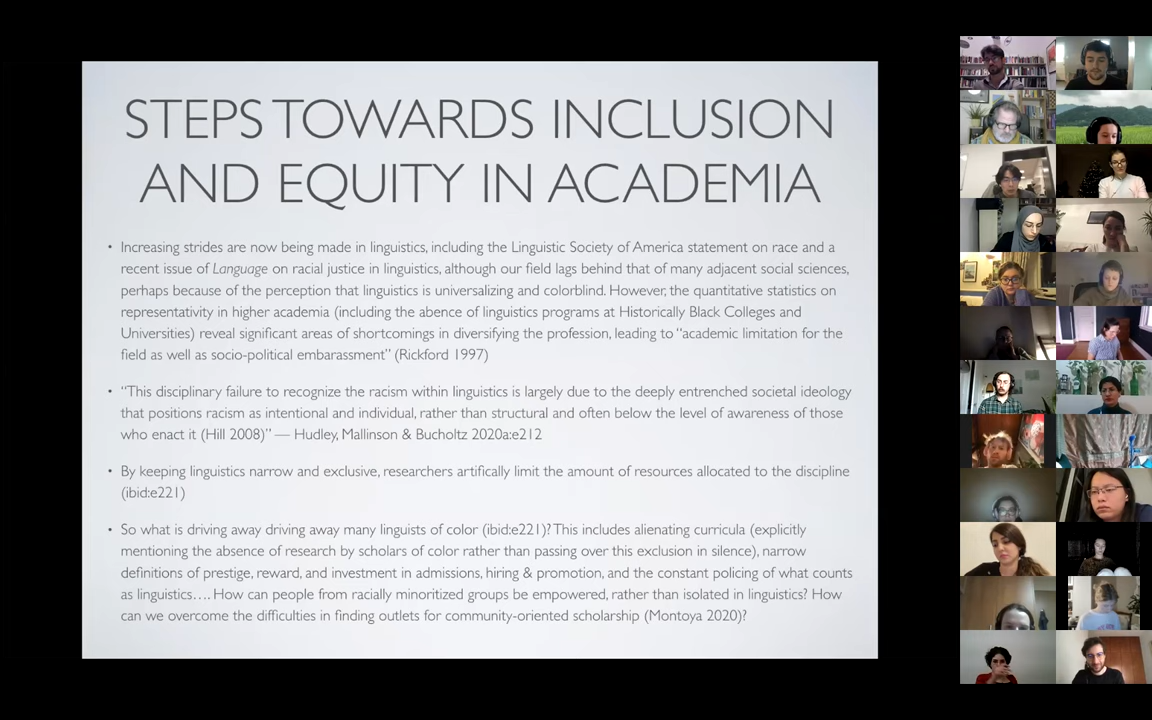 STEPS TOWARDS INCLUSION
AND EQUITY IN ACADEMIA
• Increasing strides are now being made in linguistics, including the Linguistic Society of America statement on race and a
recent issue of Language on racial justice in linguistics, although our field lags behind that of many adjacent social sciences,
perhaps because of the perception that linguistics is universalizing and colorblind. However, the quantitative statistics on
representativity in higher academia (including the abence of linguistics programs at Historically Black Colleges and
Universities) reveal significant areas of shortcomings in diversifying the profession, leading to “academic limitation for the
field as well as socio-political embarassment” (Rickford 1997)
• “This disciplinary failure to recognize the racism within linguistics is largely due to the deeply entrenched societal ideology
that positions racism as intentional and individual, rather than structural and often below the level of awareness of those
who enact it (Hill 2008)” — Hudley, Mallinson & Bucholtz 2020a:e212
• By keeping linguistics narrow and exclusive, researchers artifically limit the amount of resources allocated to the discipline
(ibid:e221)
• So what is driving away driving away many linguists of color (ibid:e221)? This includes alienating curricula (explicitly
mentioning the absence of research by scholars of color rather than passing over this exclusion in silence), narrow
definitions of prestige, reward, and investment in admissions, hiring & promotion, and the constant policing of what counts
as linguistics…. How can people from racially minoritized groups be empowered, rather than isolated in linguistics? How
can we overcome the difficulties in finding outlets for community-oriented scholarship (Montoya 2020)?